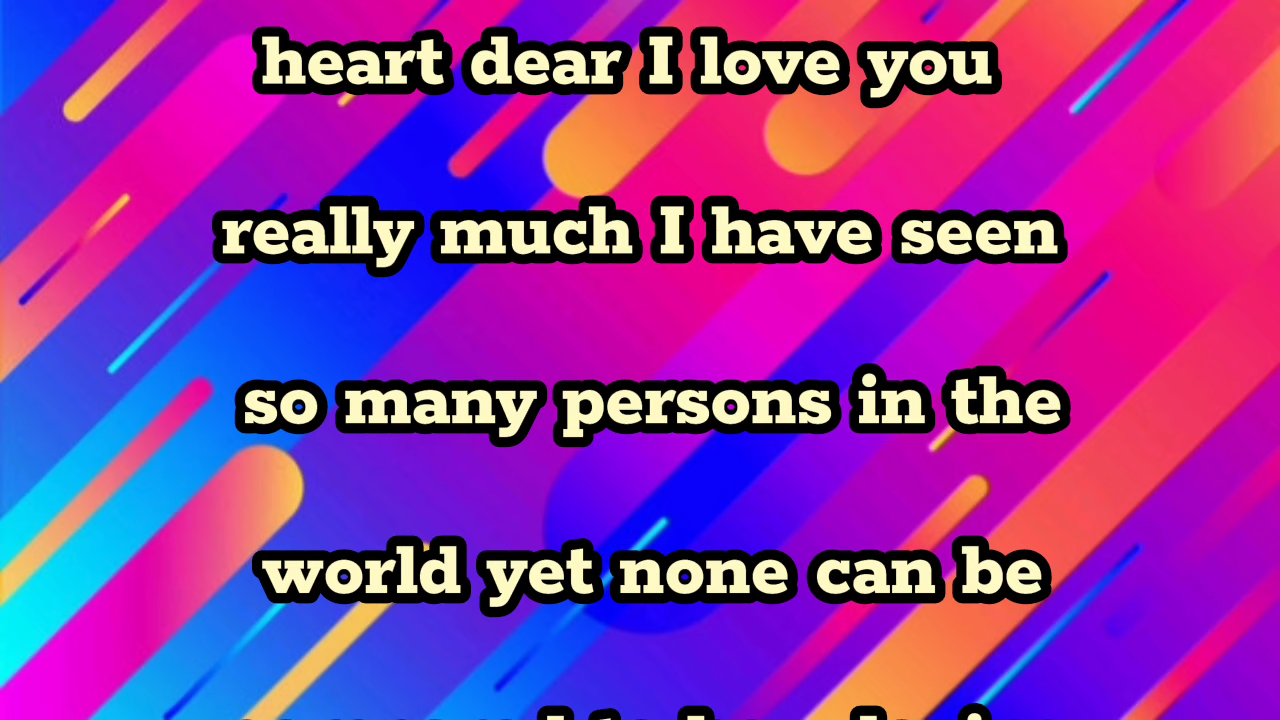 heart dear I love you
really much I have seen
so many persons in the
world yet none can be